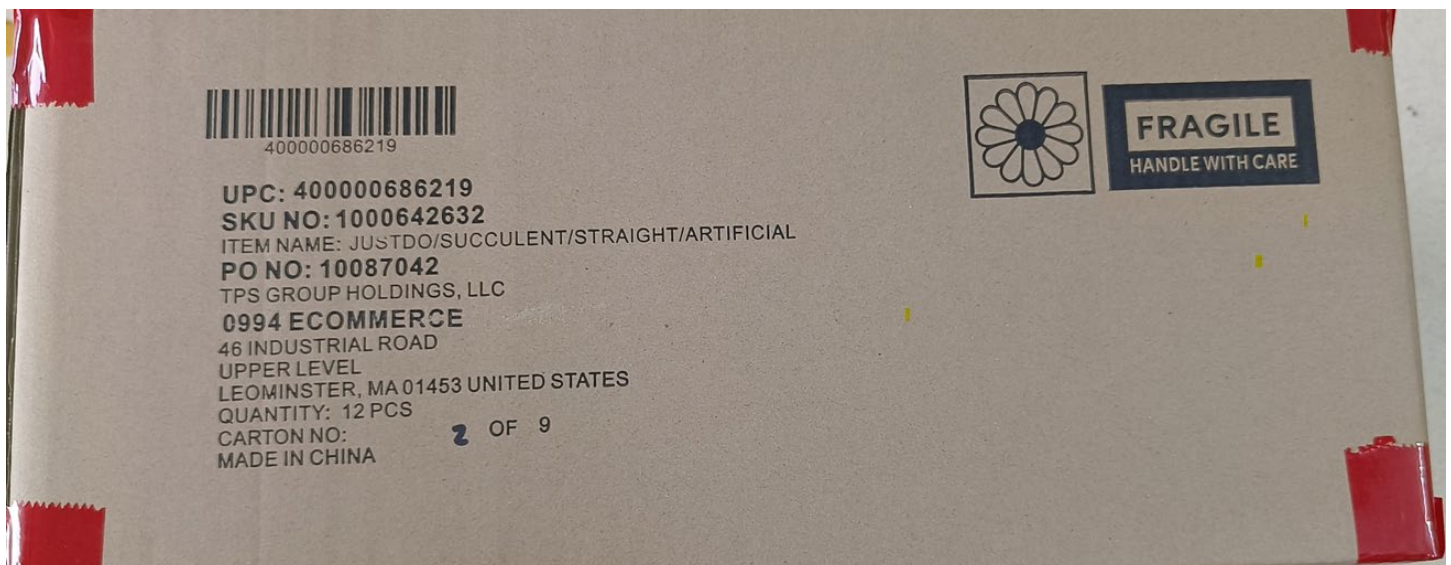 400000686219
FRAGILE
HANDLE WITH CARE
UPC: 400000686219
SKU NO: 1000642632
ITEM NAME: JUSTDO/SUCCULENT/STRAIGHT/ARTIFICIAL
PO NO: 10087042
TPS GROUP HOLDINGS, LLC
0994 ECOMMERCE
46 INDUSTRIAL ROAD
UPPER LEVEL
LEOMINSTER, MA 01453 UNITED STATES
QUANTITY: 12 PCS
CARTON NO: 2 OF 9
MADE IN CHINA